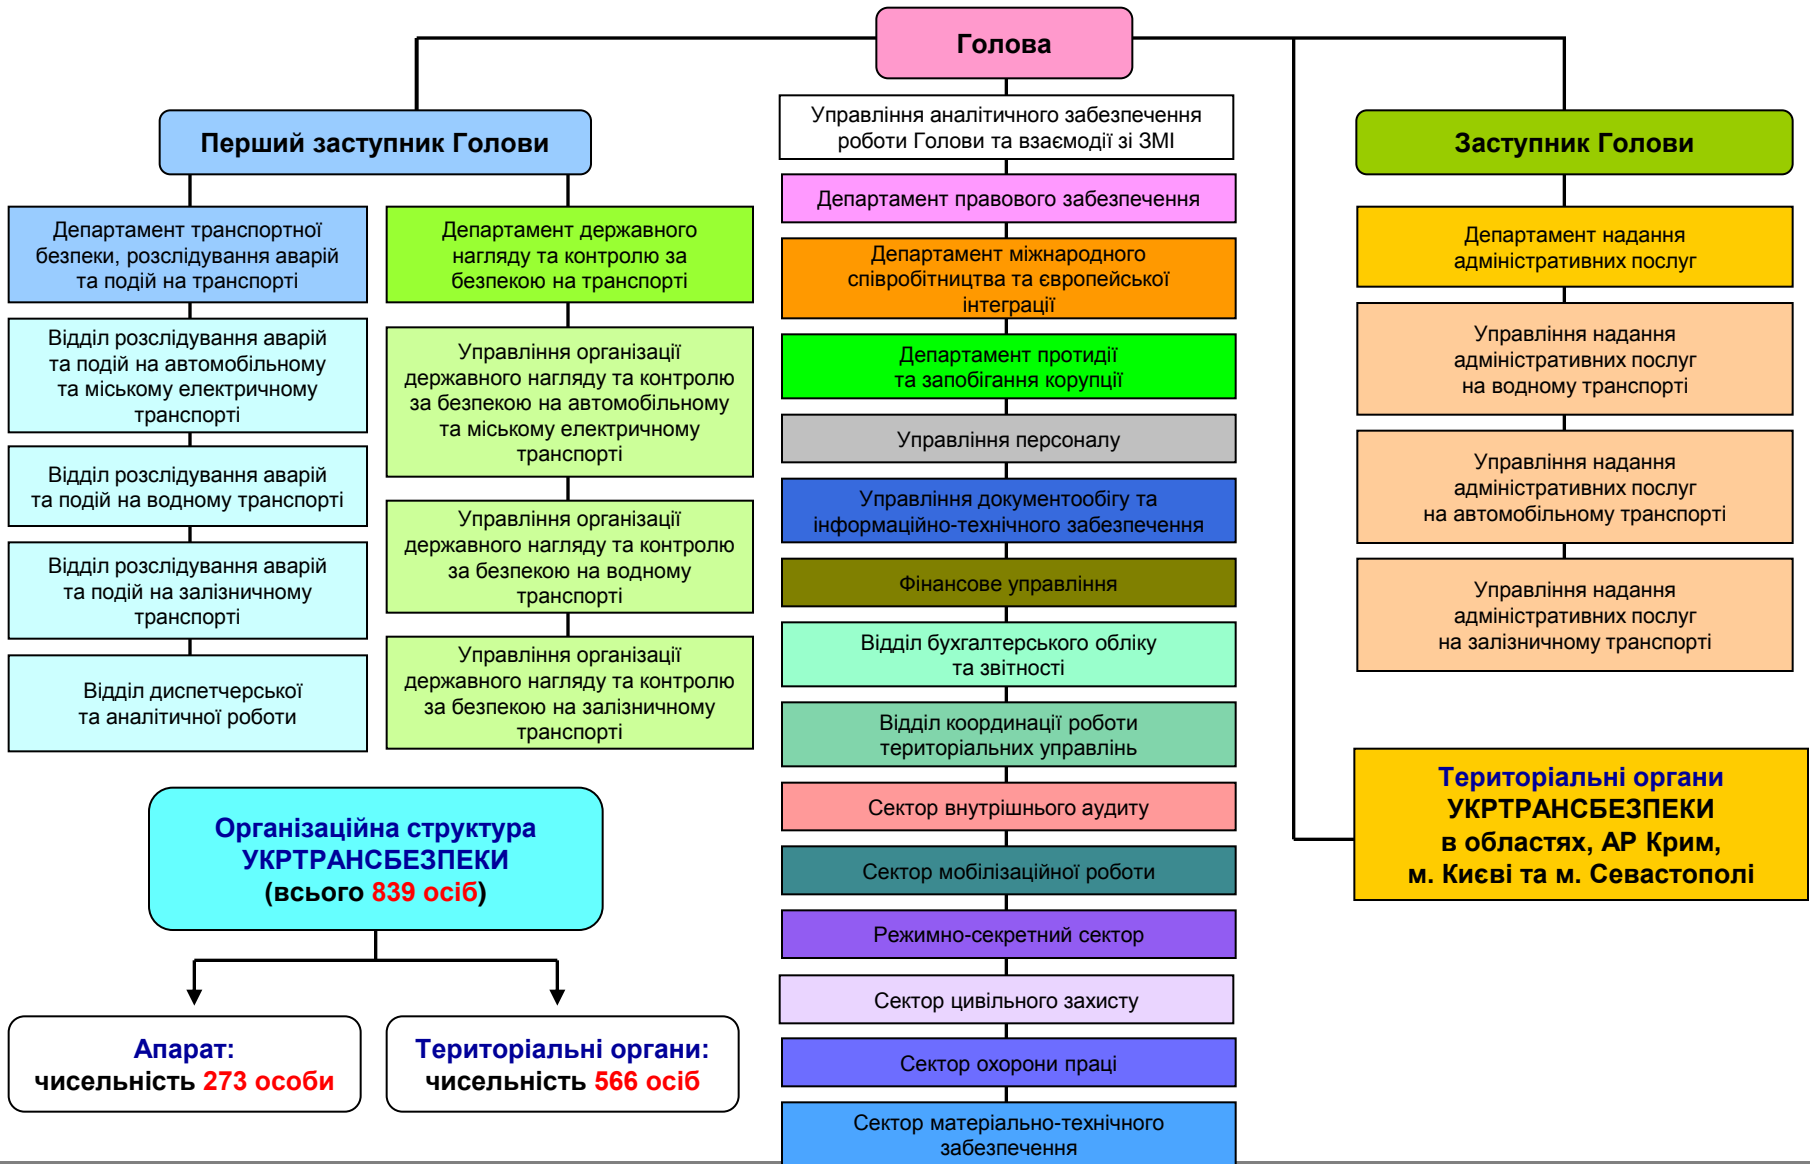 Голова
Перший заступник Голови
Департамент транспортної
безпеки, розслідування аварій
та подій на транспорті
Відділ розслідування аварій
та подій на автомобільному
та міському електричному
транспорті
Відділ розслідування аварій
та подій на водному транспорті
Відділ розслідування аварій
та подій на залізничному
транспорті
Відділ диспетчерської
та аналітичної роботи
Департамент державного
нагляду та контролю за
безпекою на транспорті
Управління організації
державного нагляду та контролю
за безпекою на автомобільному
та міському електричному
транспорті
Управління організації
державного нагляду та контролю
за безпекою на водному
транспорті
Управління організації
державного нагляду та контролю
за безпекою на залізничному
транспорті
Управління аналітичного забезпечення
роботи Голови та взаємодії зі ЗМІ
Департамент правового забезпечення
Департамент міжнародного
співробітництва та європейської
інтеграції
Департамент протидії
та запобігання корупції
Управління персоналу
Управління документообігу та
інформаційно-технічного забезпечення
Фінансове управління
Відділ бухгалтерського обліку
та звітності
Відділ координації роботи
територіальних управлінь
Сектор внутрішнього аудиту
Сектор мобілізаційної роботи
Режимно-секретний сектор
Сектор цивільного захисту
Сектор охорони праці
Сектор матеріально-технічного
забезпечення
Заступник Голови
Департамент надання
адміністративних послуг
Управління надання
адміністративних послуг
на водному транспорті
Управління надання
адміністративних послуг
на автомобільному транспорті
Управління надання
адміністративних послуг
на залізничному транспорті
Територіальні органи
УКРТРАНСБЕЗПЕКИ
в областях, АР Крим,
м. Києві та м. Севастополі
Організаційна структура
УКРТРАНСБЕЗПЕКИ
(всього 839 осіб)
Апарат:
чисельність 273 особи
Територіальні органи:
чисельність 566 осіб